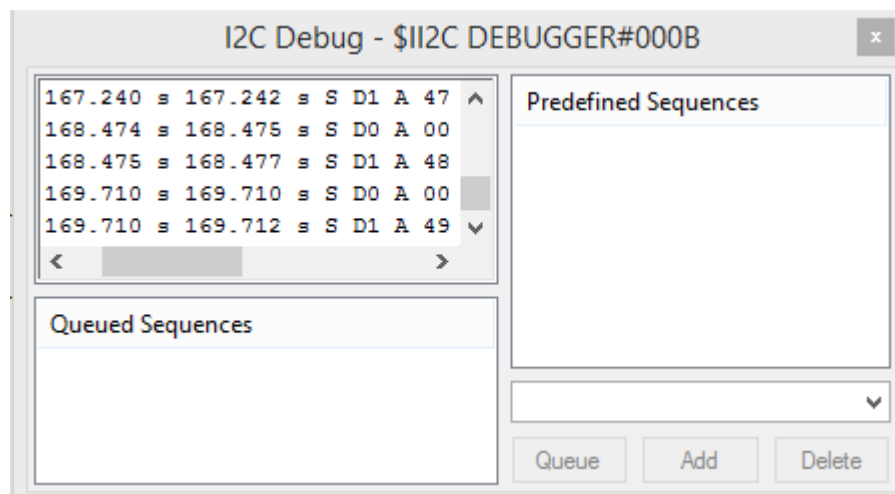 I2C Debug - $II2C DEBUGGER#000B
x
167.240 s 167.242 s S D1 A 47
168.474 s 168.475 s S D0 A 00
168.475 s 168.477 s S D1 A 48
169.710 s 169.710 s S D0 A 00
169.710 s 169.712 s S D1 A 49
Predefined Sequences
Queued Sequences
Queue Add Delete